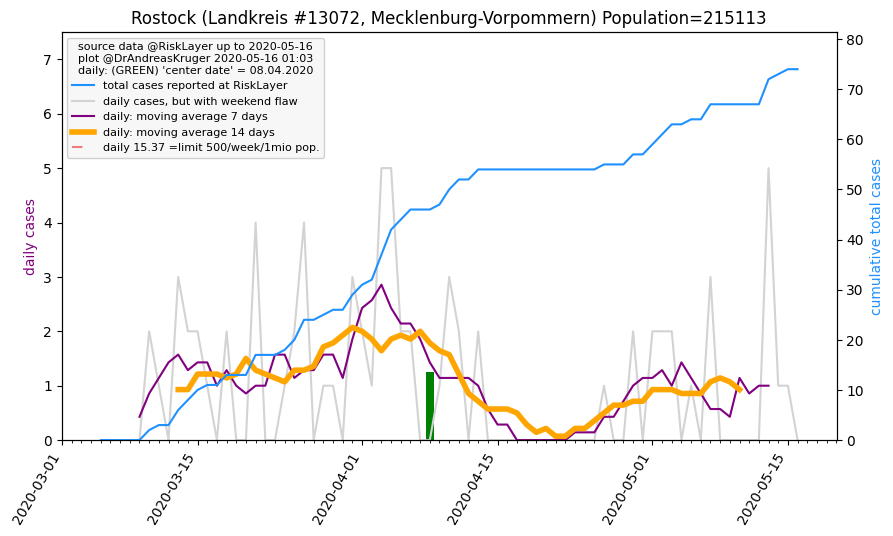 Rostock (Landkreis #13072, Mecklenburg-Vorpommern) Population=215113
source data @RiskLayer up to 2020-05-16
plot @DrAndreasKruger 2020-05-16 01:03
daily: (GREEN) 'center date' = 08.04.2020
total cases reported at RiskLayer
daily cases, but with weekend flaw
daily: moving average 7 days
daily: moving average 14 days
daily 15.37 =limit 500/week/1mio pop.
daily cases
7
6
5
4
3
2
1
0
80
70
60
50
40
30
20
10
0
cumulative total cases
2020-03-01
2020-03-15
2020-04-01
2020-04-15
2020-05-01
2020-05-15